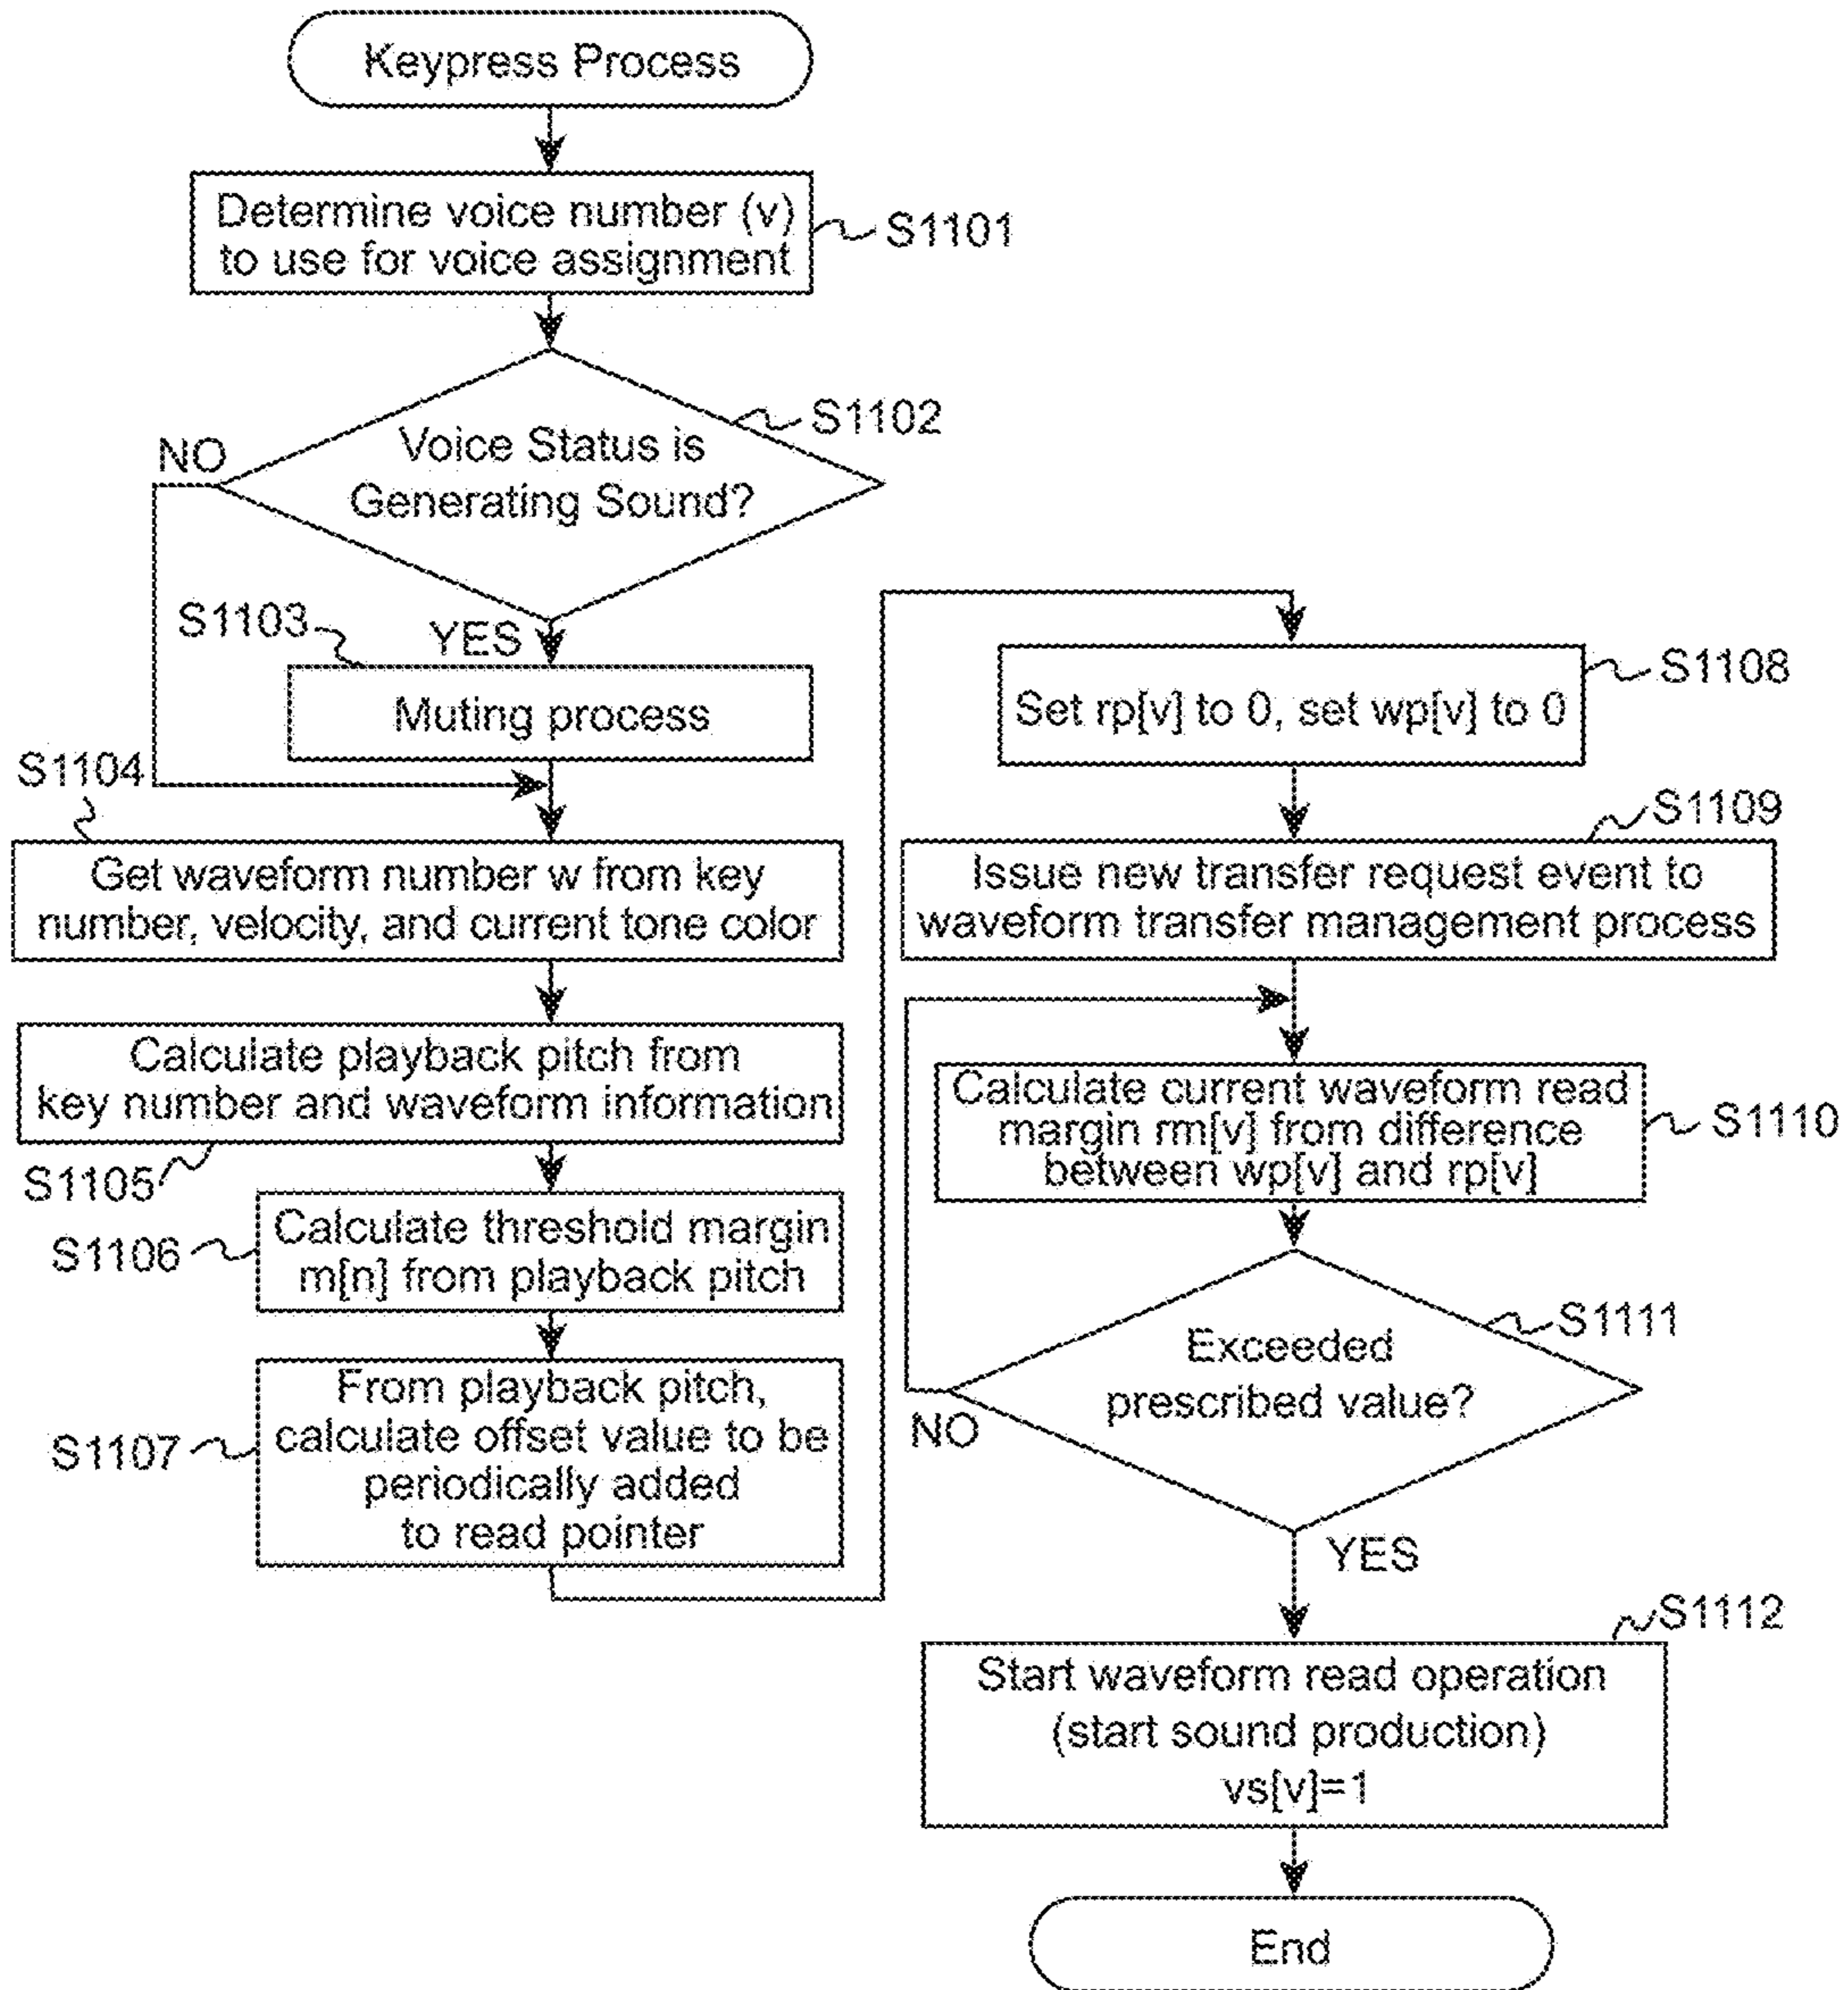 Keypress Process
Determine voice number (v)
to use for voice assignment
S1101
S1102
Voice Status is
Generating Sound?
NO
YES
S1103
Muting process
S1104
Get waveform number w from key
number, velocity, and current tone color
Calculate playback pitch from
key number and waveform information
S1105
Calculate threshold margin
m[n] from playback pitch
S1106
From playback pitch,
calculate offset value to be
periodically added
to read pointer
S1107
S1108
Set rp[v] to 0, set wp[v] to 0
S1109
Issue new transfer request event to
waveform transfer management process
Calculate current waveform read
margin rm[v] from difference
between wp[v] and rp[v]
S1110
S1111
Exceeded
prescribed value?
NO
YES
S1112
Start waveform read operation
(start sound production)
vs[v]=1
End